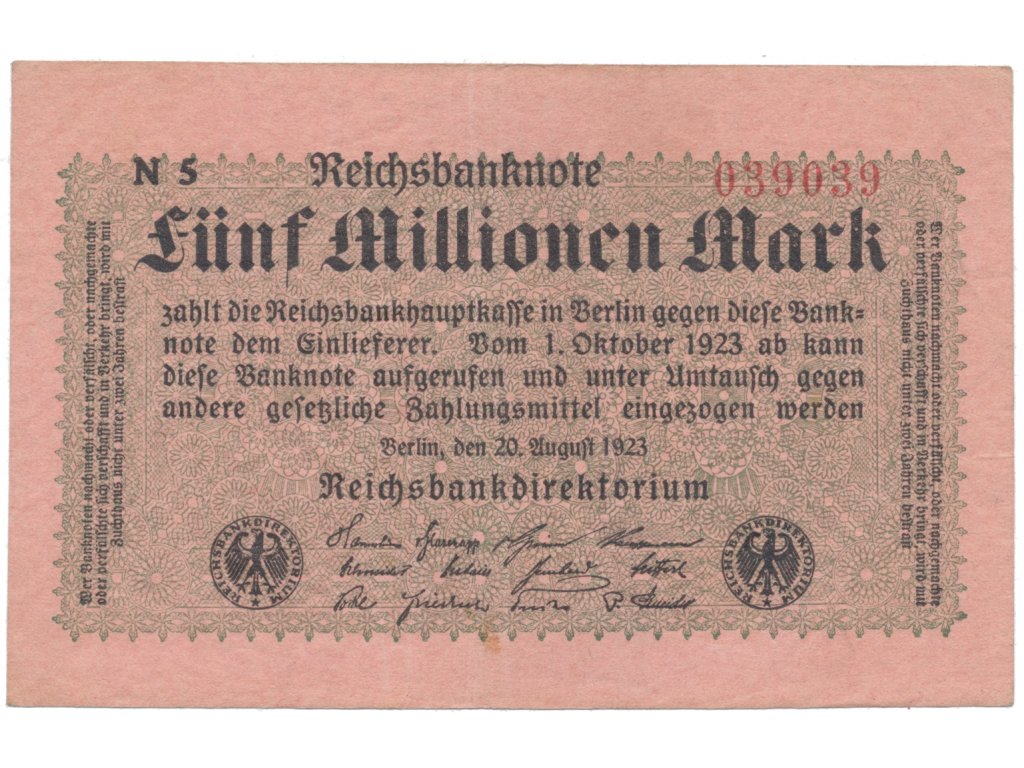 N 5 Reichsbanknote 039039
Fünf Millionen Mark
zahlt die Reichsbankhauptkasse in Berlin gegen diese Bank=
note dem Einlieferer. Vom 1. Oktober 1923 ab kann
diese Banknote aufgerufen und unter Umtausch gegen
andere gesetzliche Zahlungsmittel eingezogen werden
Berlin, den 20. August 1923
Reichsbankdirektorium
REICHSBANKDIREKTORIUM
REICHSBANKDIREKTORIUM
Wer Banknoten nachmacht oder verfälscht, oder nachgemachte
oder verfälschte sich verschafft und in Verkehr bringt, wird mit
Zuchthaus nicht unter zwei Jahren bestraft
Wer Banknoten nachmacht oder verfälscht, oder nachgemachte
oder verfälschte sich verschafft und in Verkehr bringt, wird mit
Zuchthaus nicht unter zwei Jahren bestraft